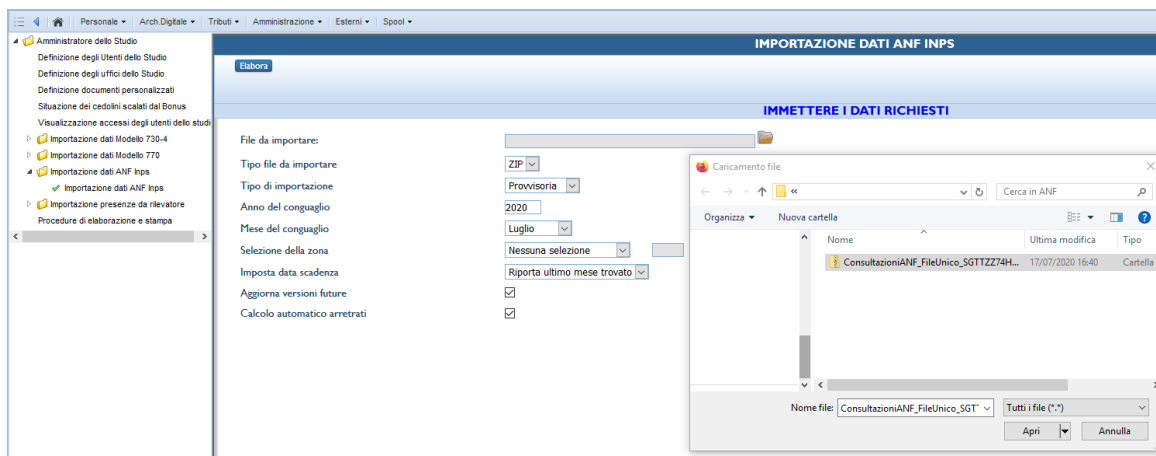 Personale Arch.Digitale Tributi Amministrazione Esterni Spool
Amministratore dello Studio
Definizione degli Utenti dello Studio
Definizione degli uffici dello Studio
Definizione documenti personalizzati
Situazione dei cedolini scalati dal Bonus
Visualizzazione accessi degli utenti dello studi
Importazione dati Modello 730-4
Importazione dati Modello 770
Importazione dati ANF Inps
Importazione dati ANF Inps
Importazione presenze da rilevatore
Procedure di elaborazione e stampa
IMPORTAZIONE DATI ANF INPS
Elabora
IMMETTERE I DATI RICHIESTI
File da importare:
Tipo file da importare ZIP
Tipo di importazione Provvisoria
Anno del conguaglio 2020
Mese del conguaglio Luglio
Selezione della zona Nessuna selezione
Imposta data scadenza Riporta ultimo mese trovato
Aggiorna versioni future
Calcolo automatico arretrati
Caricamento file
« Cerca in ANF
Organizza Nuova cartella
Nome Ultima modifica Tipo
ConsultazioniANF_FileUnico_SGTTZZ74H... 17/07/2020 16:40 Cartella
Nome file: ConsultazioniANF_FileUnico_SGT Tutti i file (*.*)
Apri Annulla